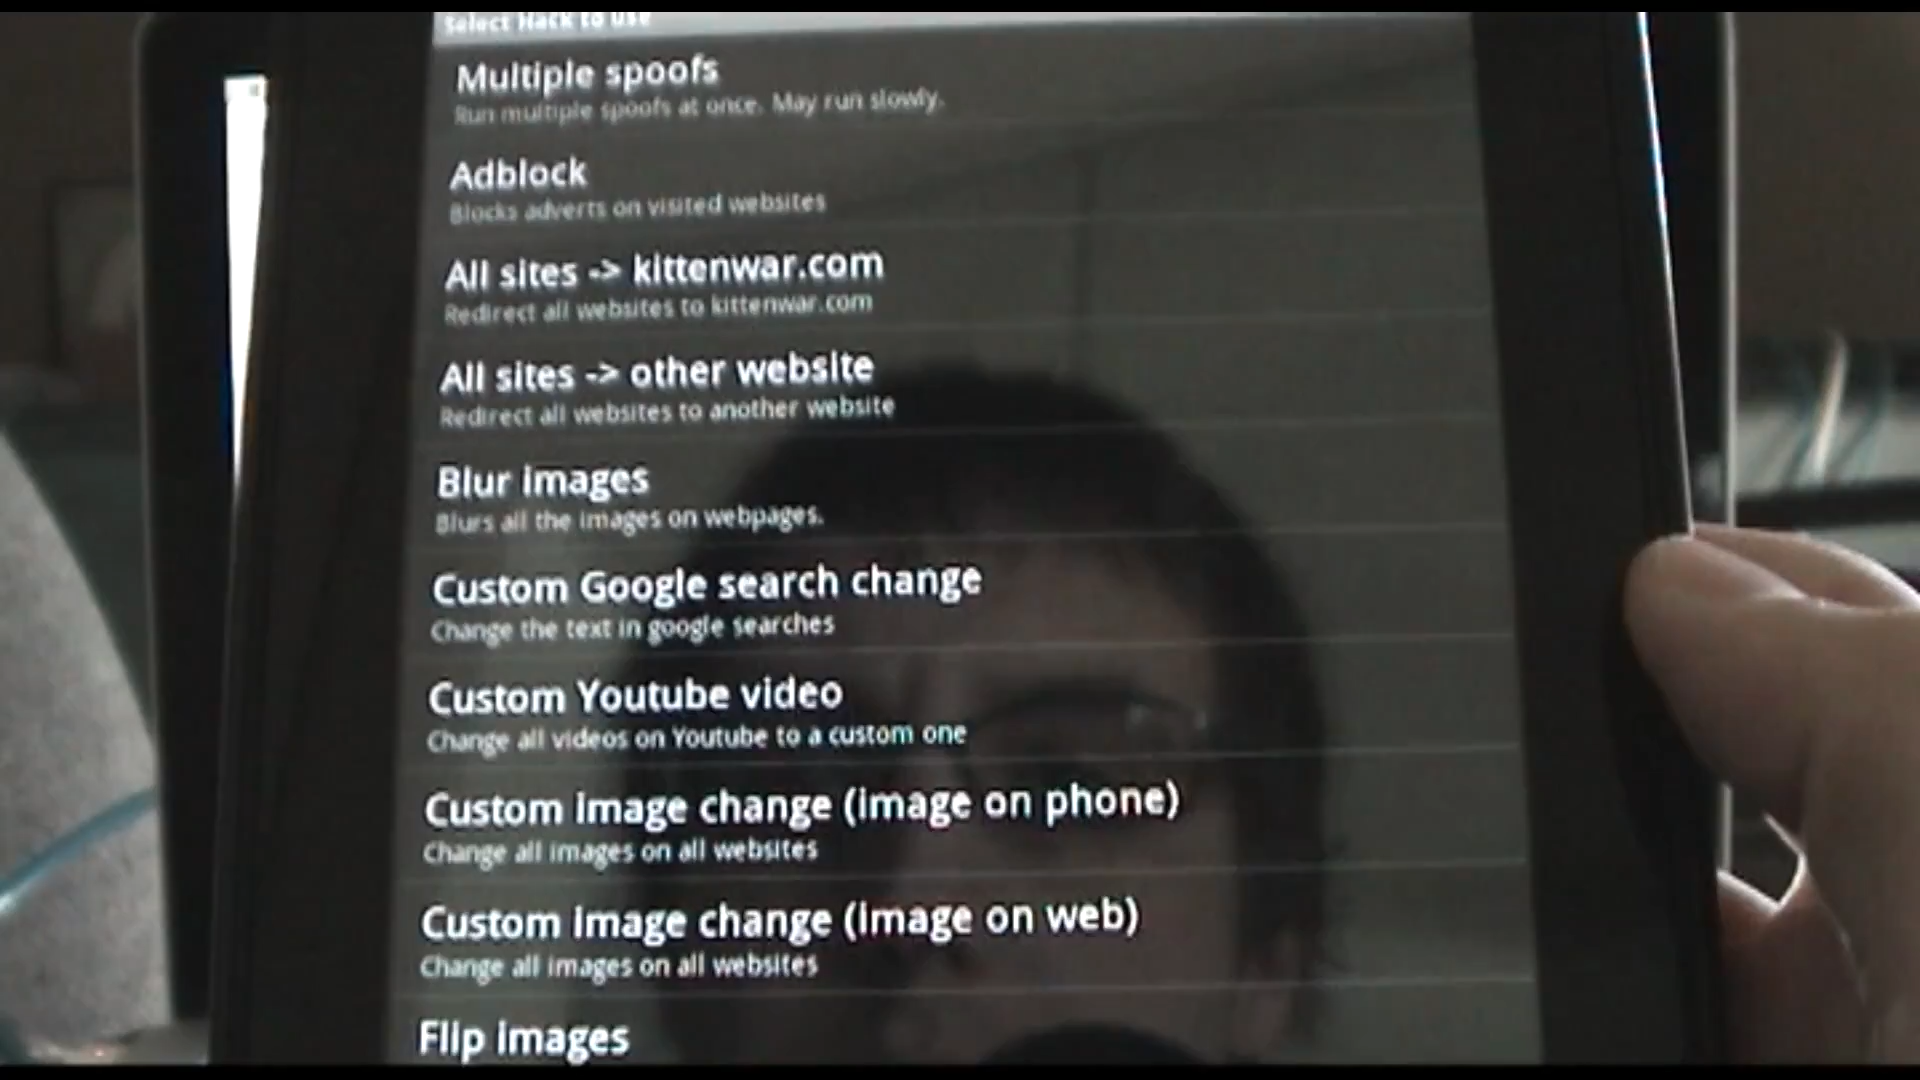 Select Hack to use
Multiple spoofs
Run multiple spoofs at once. May run slowly.
Adblock
Blocks adverts on visited websites
All sites -> kittenwar.com
Redirect all websites to kittenwar.com
All sites -> other website
Redirect all websites to another website
Blur images
Blurs all the images on webpages.
Custom Google search change
Change the text in google searches
Custom Youtube video
Change all videos on Youtube to a custom one
Custom image change (image on phone)
Change all images on all websites
Custom image change (image on web)
Change all images on all websites
Flip images